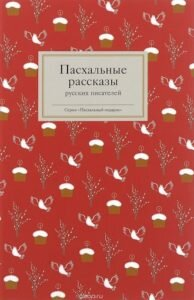 Пасхальные
рассказы
русских писателей
Серия «Пасхальный подарок»